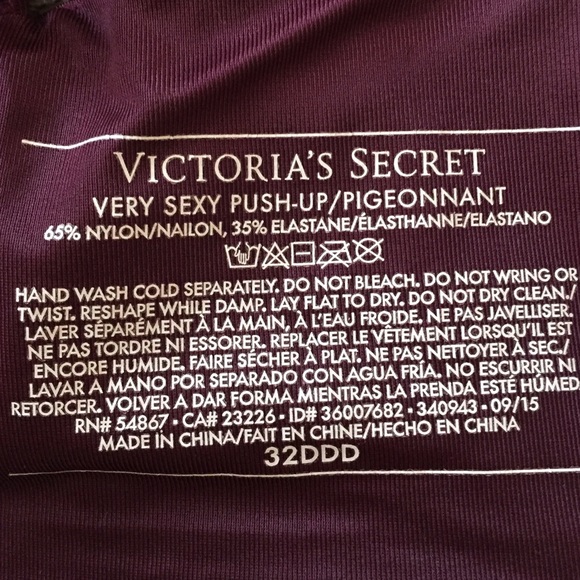 VICTORIA'S SECRET
VERY SEXY PUSH-UP/PIGEONNANT
65% NYLON/NAILON, 35% ELASTANE/ÉLASTHANNE/ELASTANO
HAND WASH COLD SEPARATELY. DO NOT BLEACH. DO NOT WRING OR
TWIST. RESHAPE WHILE DAMP. LAY FLAT TO DRY. DO NOT DRY CLEAN./
LAVER SÉPARÉMENT À LA MAIN, À L'EAU FROIDE. NE PAS JAVELLISER.
NE PAS TORDRE NI ESSORER. REPLACER LE VÊTEMENT LORSQU'IL EST
ENCORE HUMIDE. FAIRE SÉCHER À PLAT. NE PAS NETTOYER À SEC./
LAVAR A MANO POR SEPARADO CON AGUA FRÍA. NO ESCURRIR NI
RETORCER. VOLVER A DAR FORMA MIENTRAS LA PRENDA ESTÉ HÚMED
RN# 54867 • CA# 23226 • ID# 36007682 • 340943 • 09/15
MADE IN CHINA/FAIT EN CHINE/HECHO EN CHINA
32DDD